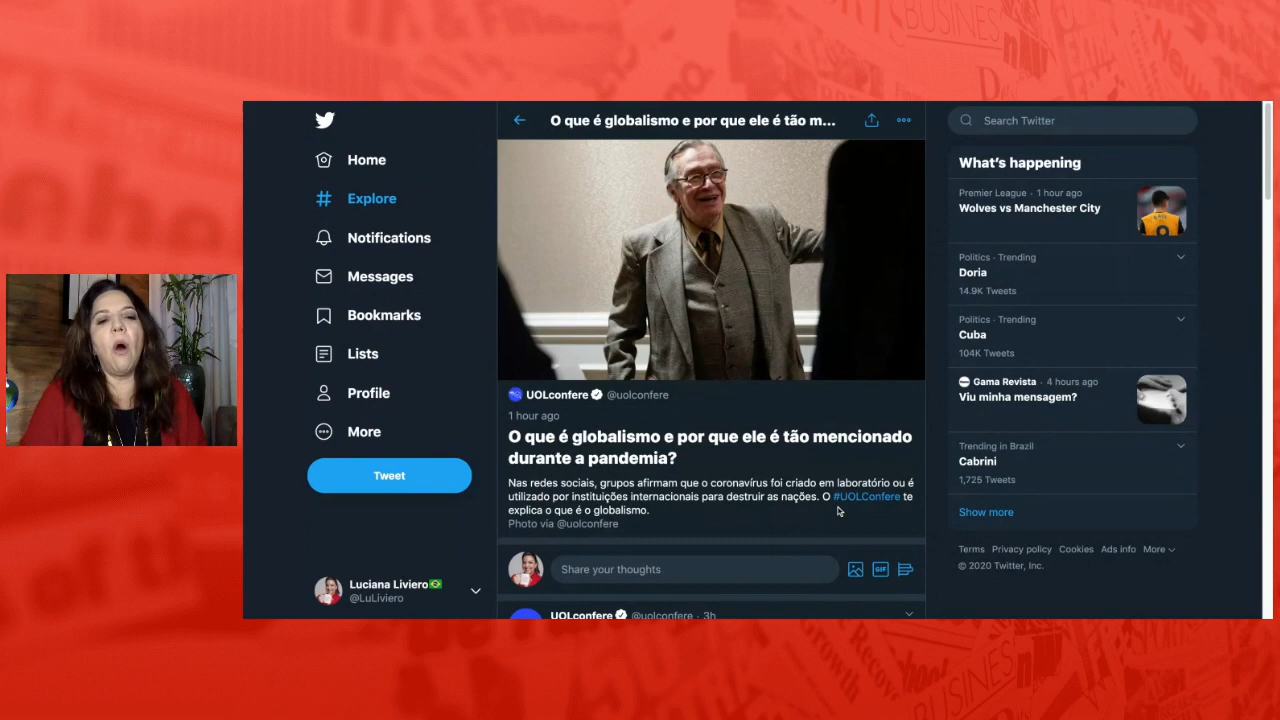 Home
Explore
Notifications
Messages
Bookmarks
Lists
Profile
More
Tweet
Luciana Liviero🇧🇷
@LuLiviero
O que é globalismo e por que ele é tão m...
UOLconfere @uolconfere
1 hour ago
O que é globalismo e por que ele é tão mencionado
durante a pandemia?
Nas redes sociais, grupos afirmam que o coronavírus foi criado em laboratório ou é
utilizado por instituições internacionais para destruir as nações. O #UOLConfere te
explica o que é o globalismo.
Photo via @uolconfere
Share your thoughts
GIF
UOLconfere @uolconfere · 3h
Search Twitter
What's happening
Premier League · 1 hour ago
Wolves vs Manchester City
Politics · Trending
Doria
14.9K Tweets
Politics · Trending
Cuba
104K Tweets
Gama Revista · 4 hours ago
Viu minha mensagem?
Trending in Brazil
Cabrini
1,725 Tweets
Show more
Terms Privacy policy Cookies Ads info More
© 2020 Twitter, Inc.